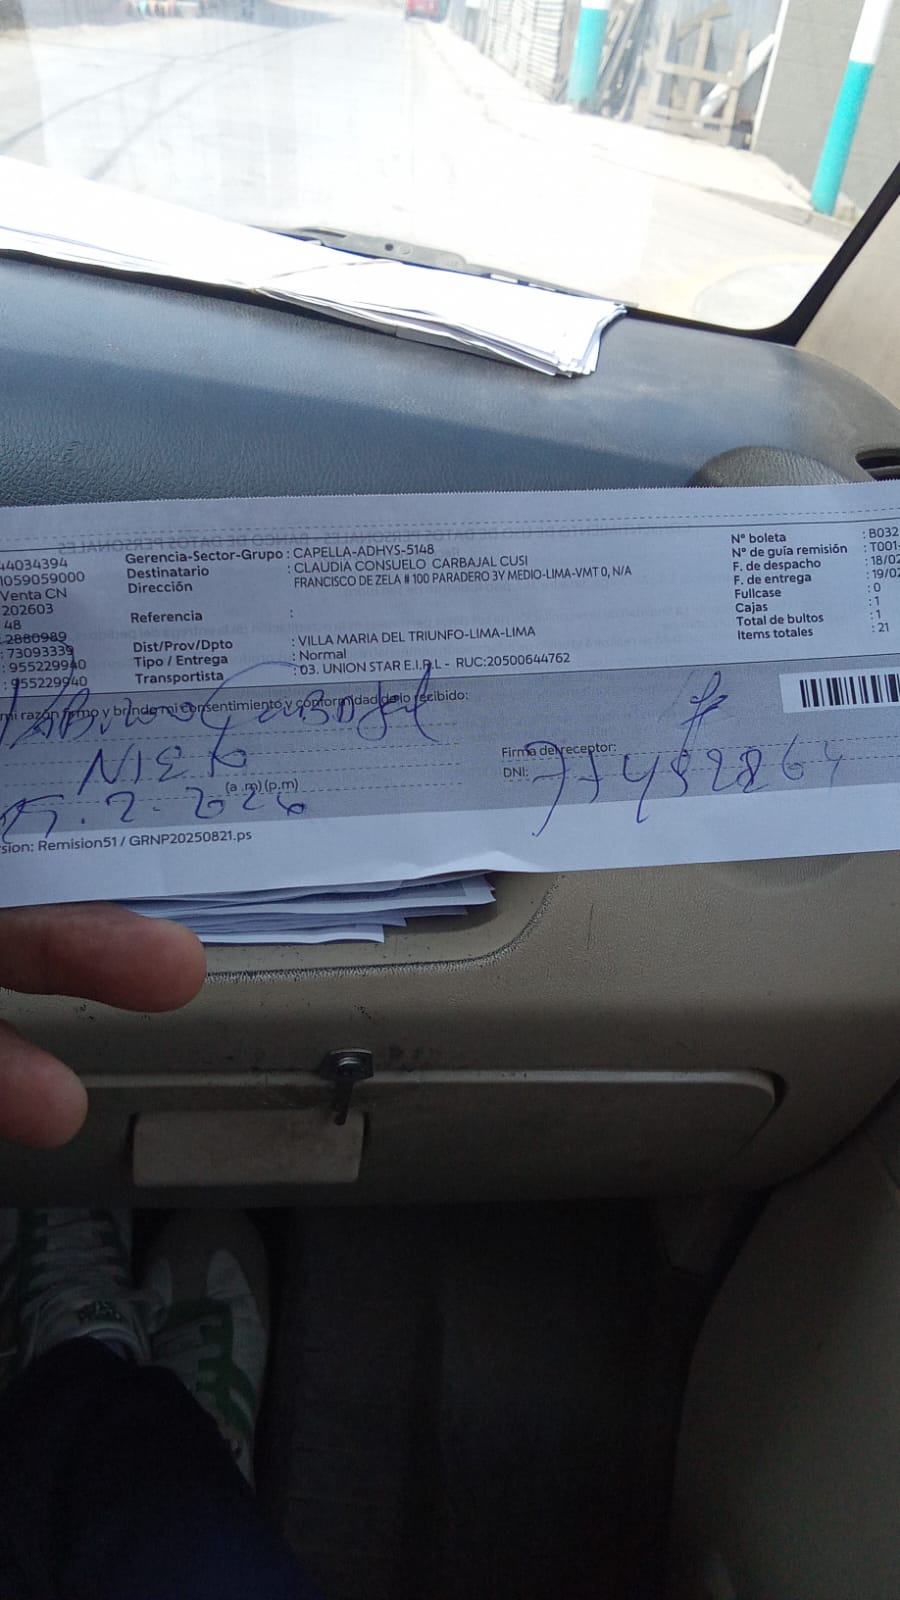 44034394
1059059000
Venta CN
202603
48
: 2880989
: 73093339
: 955229940
: 955229940
Gerencia-Sector-Grupo : CAPELLA-ADHYS-5148
Destinatario : CLAUDIA CONSUELO CARBAJAL CUSI
Dirección FRANCISCO DE ZELA # 100 PARADERO 3Y MEDIO-LIMA-VMT 0, N/A
Referencia :
Dist/Prov/Dpto : VILLA MARIA DEL TRIUNFO-LIMA-LIMA
Tipo / Entrega : Normal
Transportista : 03. UNION STAR E.I.R.L - RUC:20500644762
Nº boleta : B032
Nº de guía remisión : T001-
F. de despacho : 18/02
F. de entrega : 19/02
Fullcase : 0
Cajas : 1
Total de bultos : 1
Items totales : 21
mi razón firmo y brindo mi consentimiento y conformidad de lo recibido:
(a .m) (p.m)
. 2 . 2026
Firma del receptor:
DNI:
sion: Remision51 / GRNP20250821.ps